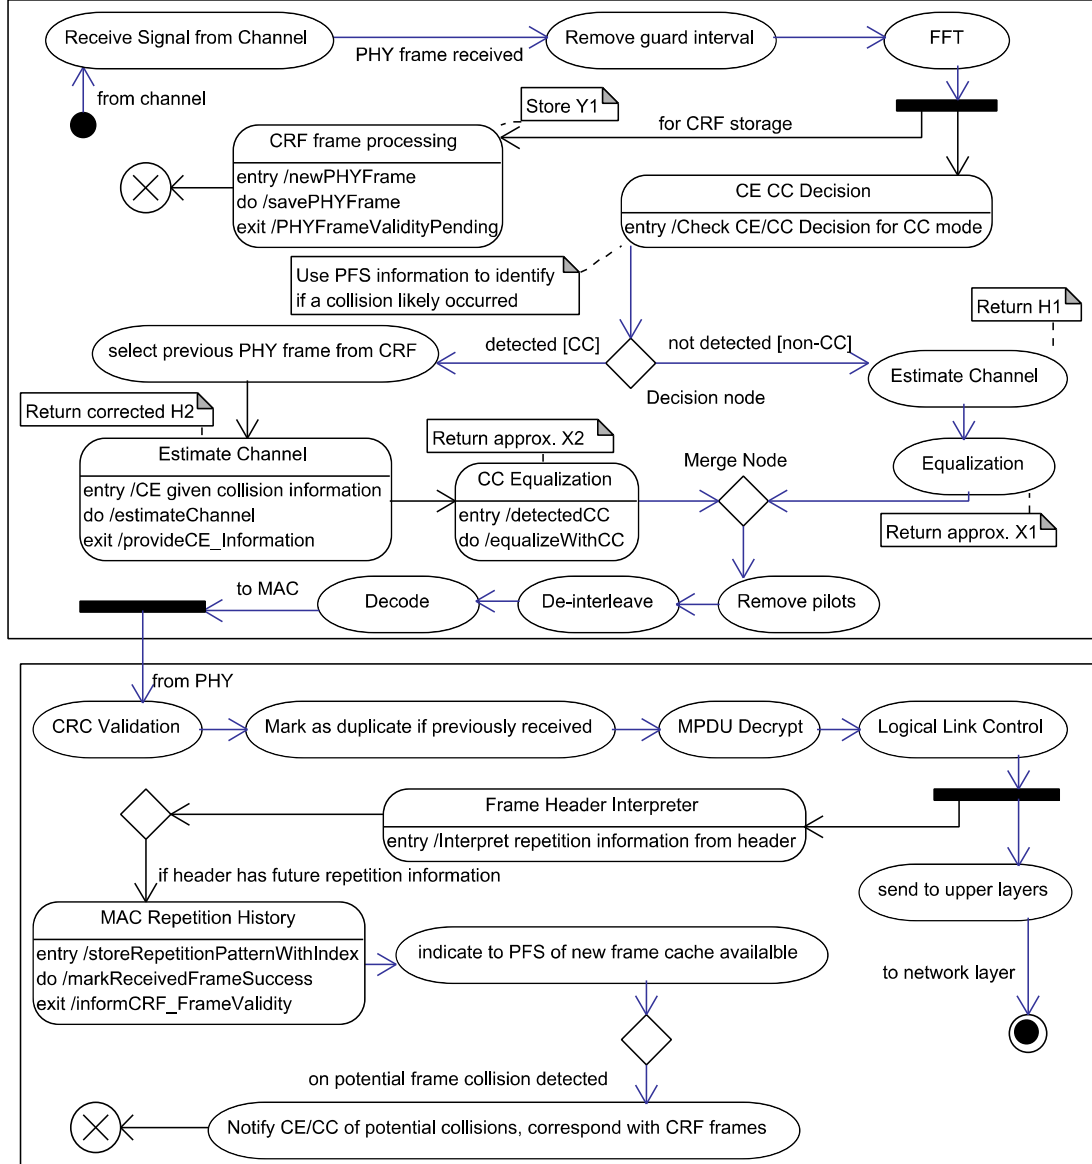 Receive Signal from Channel
PHY frame received
Remove guard interval
FFT
from channel
Store Y1
for CRF storage
CRF frame processing
entry /newPHYFrame
do /savePHYFrame
exit /PHYFrameValidityPending
CE CC Decision
entry /Check CE/CC Decision for CC mode
Use PFS information to identify
if a collision likely occurred
Return H1
select previous PHY frame from CRF
detected [CC]
not detected [non-CC]
Decision node
Estimate Channel
Return corrected H2
Estimate Channel
entry /CE given collision information
do /estimateChannel
exit /provideCE_Information
Return approx. X2
CC Equalization
entry /detectedCC
do /equalizeWithCC
Merge Node
Equalization
Return approx. X1
to MAC
Decode
De-interleave
Remove pilots
from PHY
CRC Validation
Mark as duplicate if previously received
MPDU Decrypt
Logical Link Control
Frame Header Interpreter
entry /Interpret repetition information from header
if header has future repetition information
send to upper layers
MAC Repetition History
entry /storeRepetitionPatternWithIndex
do /markReceivedFrameSuccess
exit /informCRF_FrameValidity
indicate to PFS of new frame cache availalble
to network layer
on potential frame collision detected
Notify CE/CC of potential collisions, correspond with CRF frames